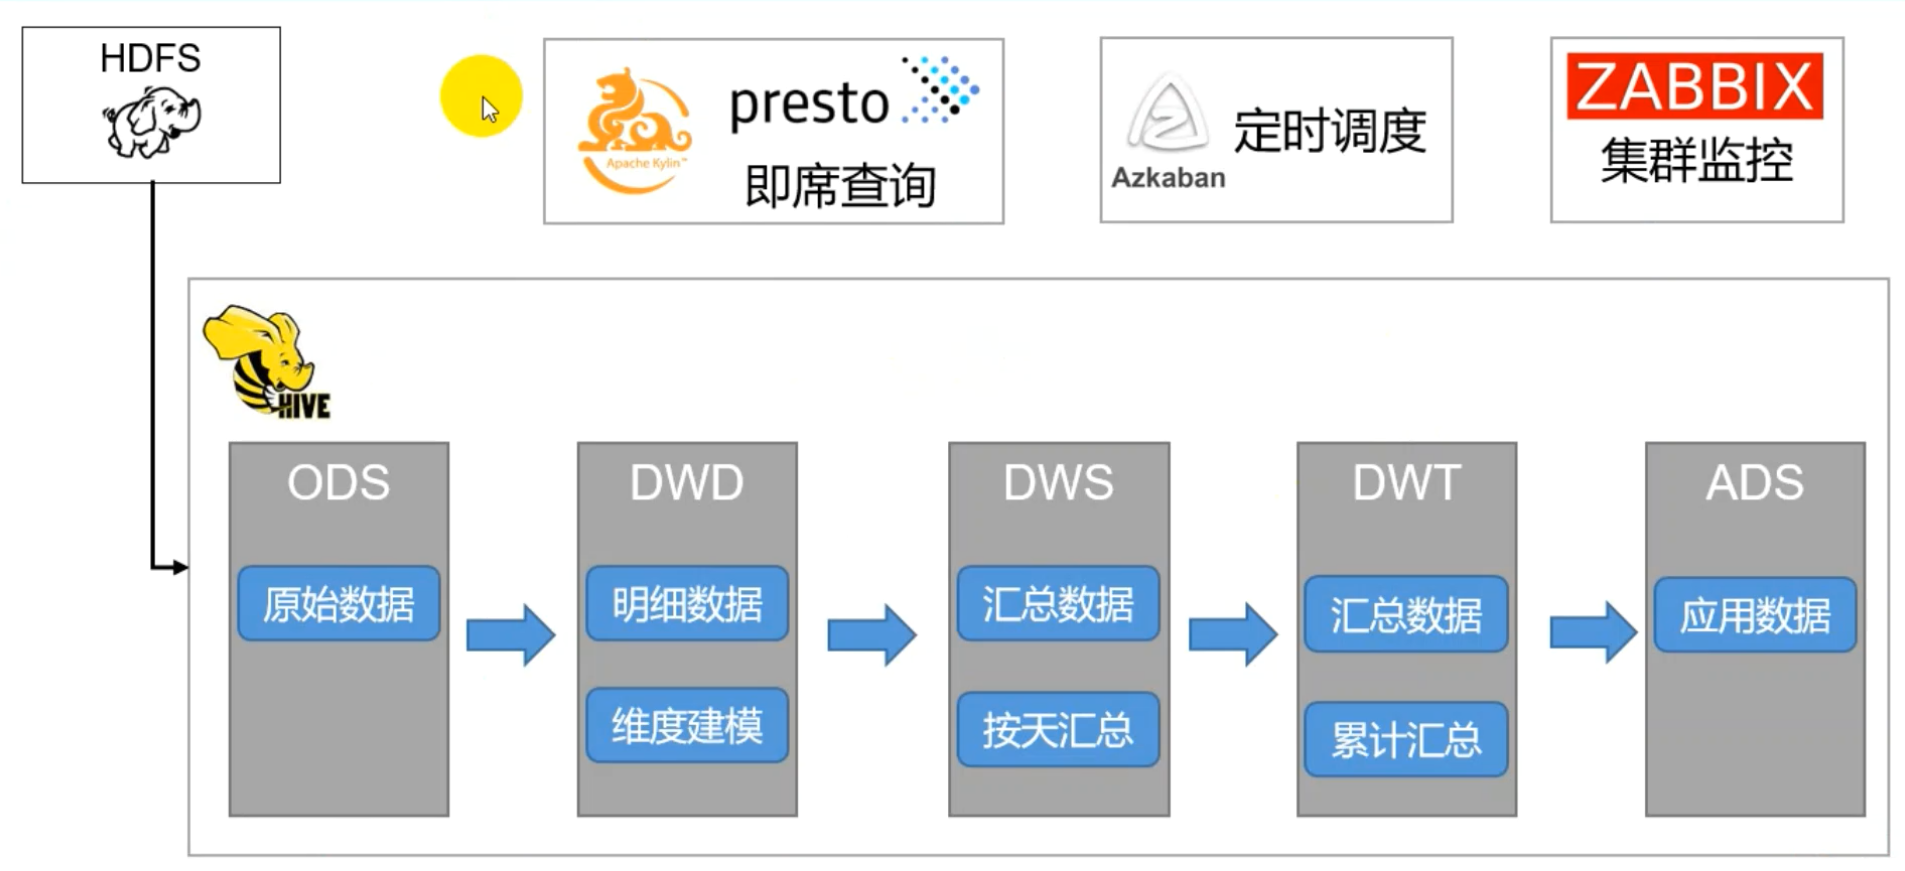 HDFS
Apache Kylin™
presto
即席查询
Azkaban
定时调度
ZABBIX
集群监控
HIVE
ODS
原始数据
DWD
明细数据
维度建模
DWS
汇总数据
按天汇总
DWT
汇总数据
累计汇总
ADS
应用数据